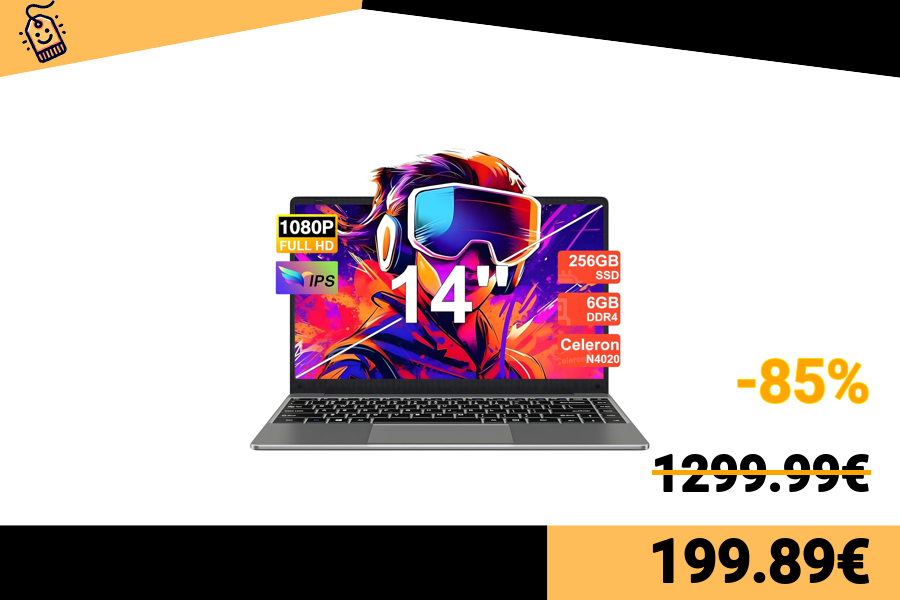 1080P
FULL HD
IPS
14"
256GB
SSD
6GB
DDR4
Celeron
N4020
-85%
1299.99€
199.89€